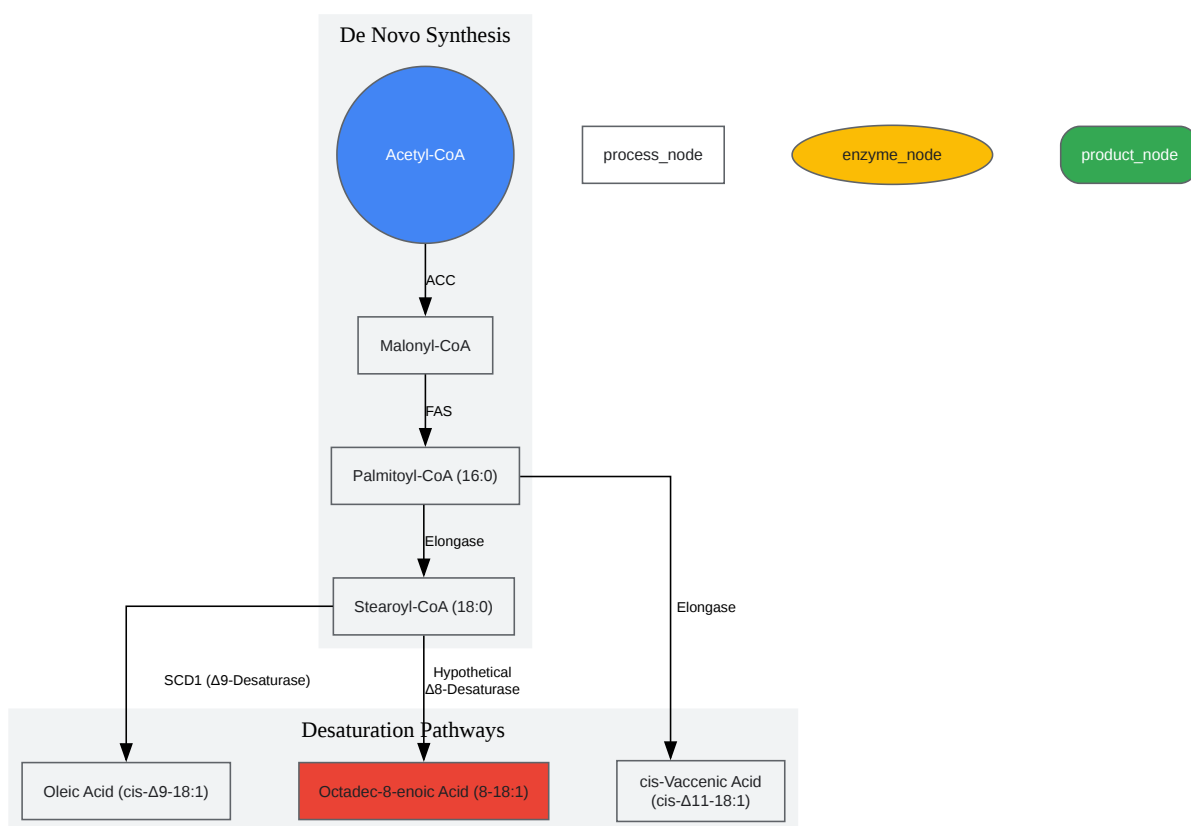 De Novo Synthesis
Acetyl-CoA
process_node
enzyme_node
product_node
ACC
Malonyl-CoA
FAS
Palmitoyl-CoA (16:0)
Elongase
Stearoyl-CoA (18:0)
Elongase
SCD1 (Δ9-Desaturase)
Hypothetical
Δ8-Desaturase
Desaturation Pathways
Oleic Acid (cis-Δ9-18:1)
Octadec-8-enoic Acid (8-18:1)
cis-Vaccenic Acid
(cis-Δ11-18:1)